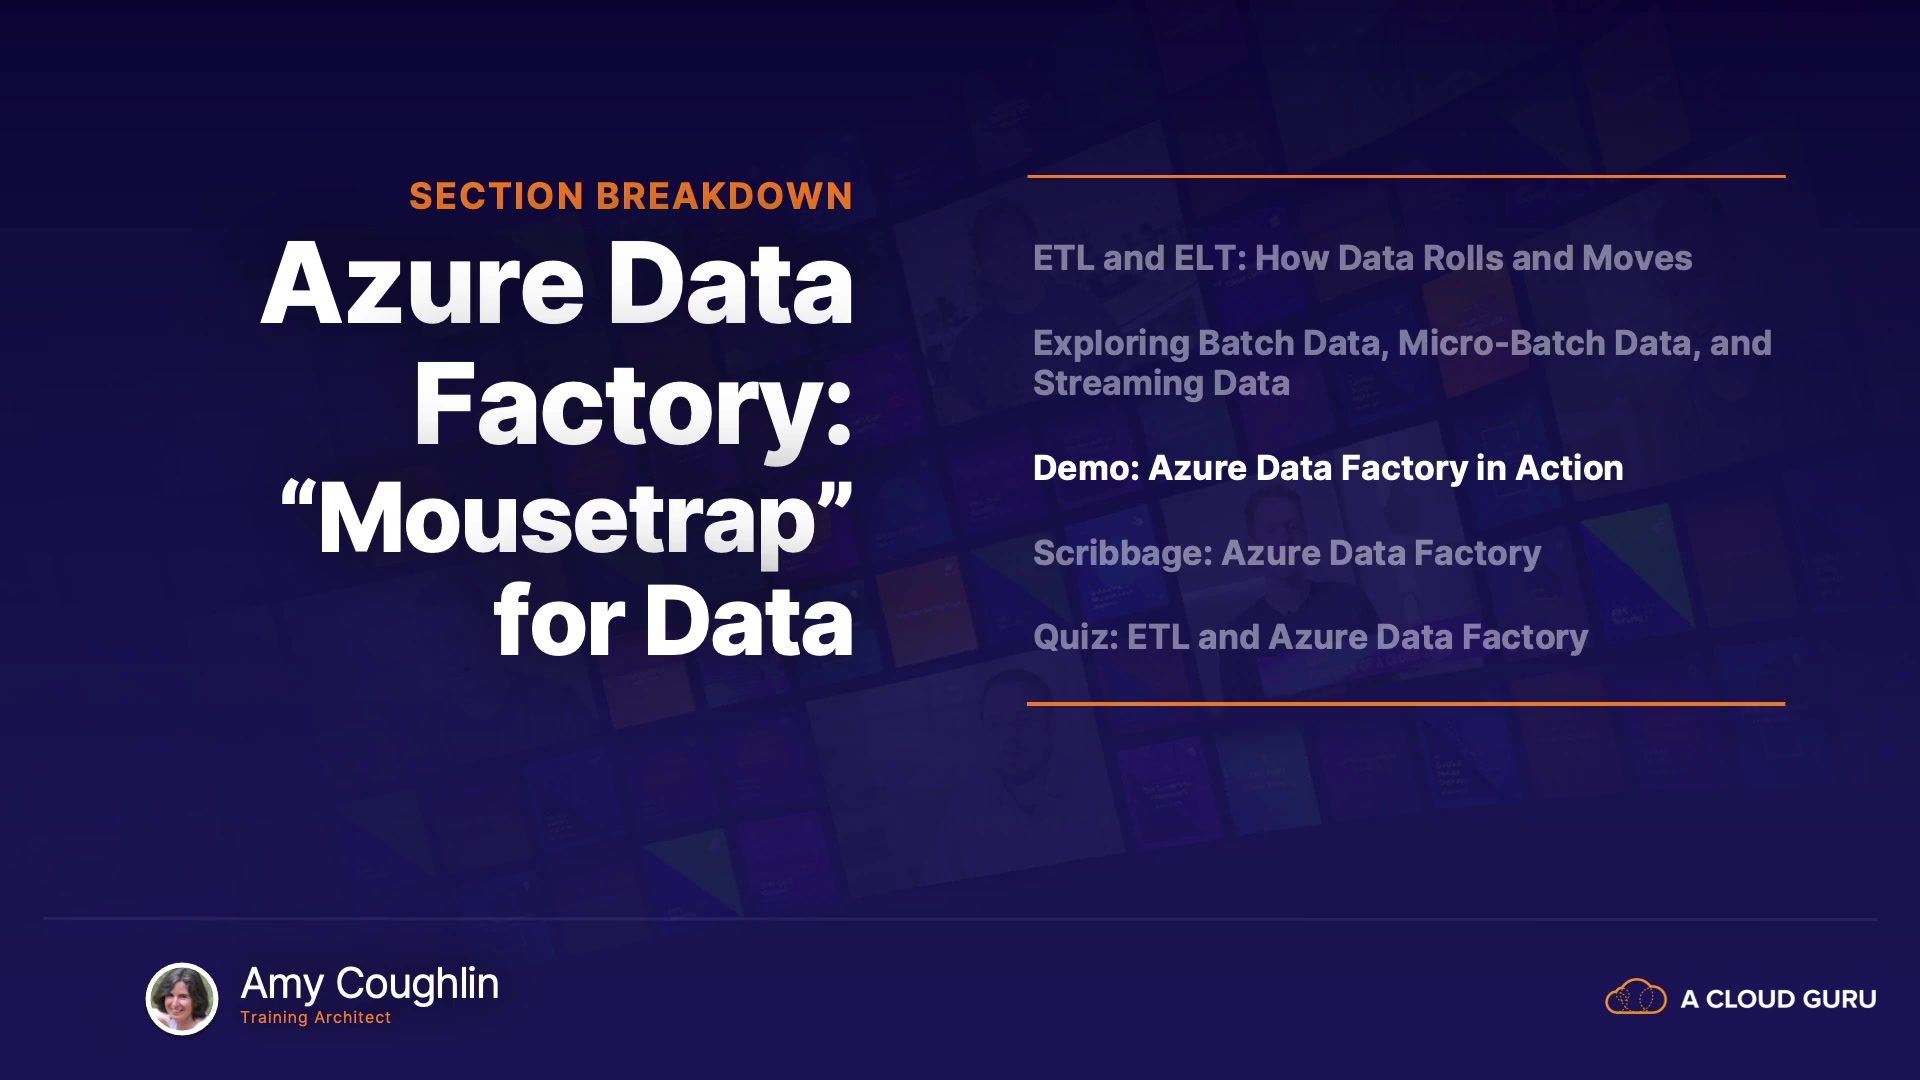 SECTION BREAKDOWN
Azure Data
Factory:
“Mousetrap”
for Data
ETL and ELT: How Data Rolls and Moves
Exploring Batch Data, Micro-Batch Data, and
Streaming Data
Demo: Azure Data Factory in Action
Scribbage: Azure Data Factory
Quiz: ETL and Azure Data Factory
Amy Coughlin
Training Architect
A CLOUD GURU